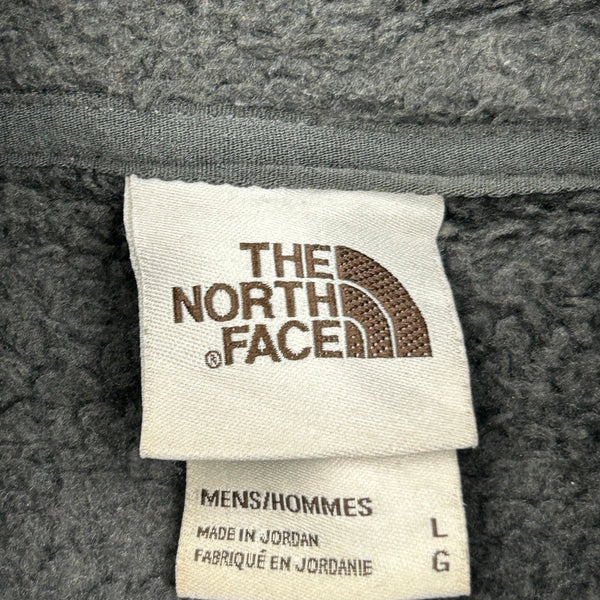 THE
NORTH
®FACE
MENS/HOMMES
MADE IN JORDAN L
FABRIQUÉ EN JORDANIE G